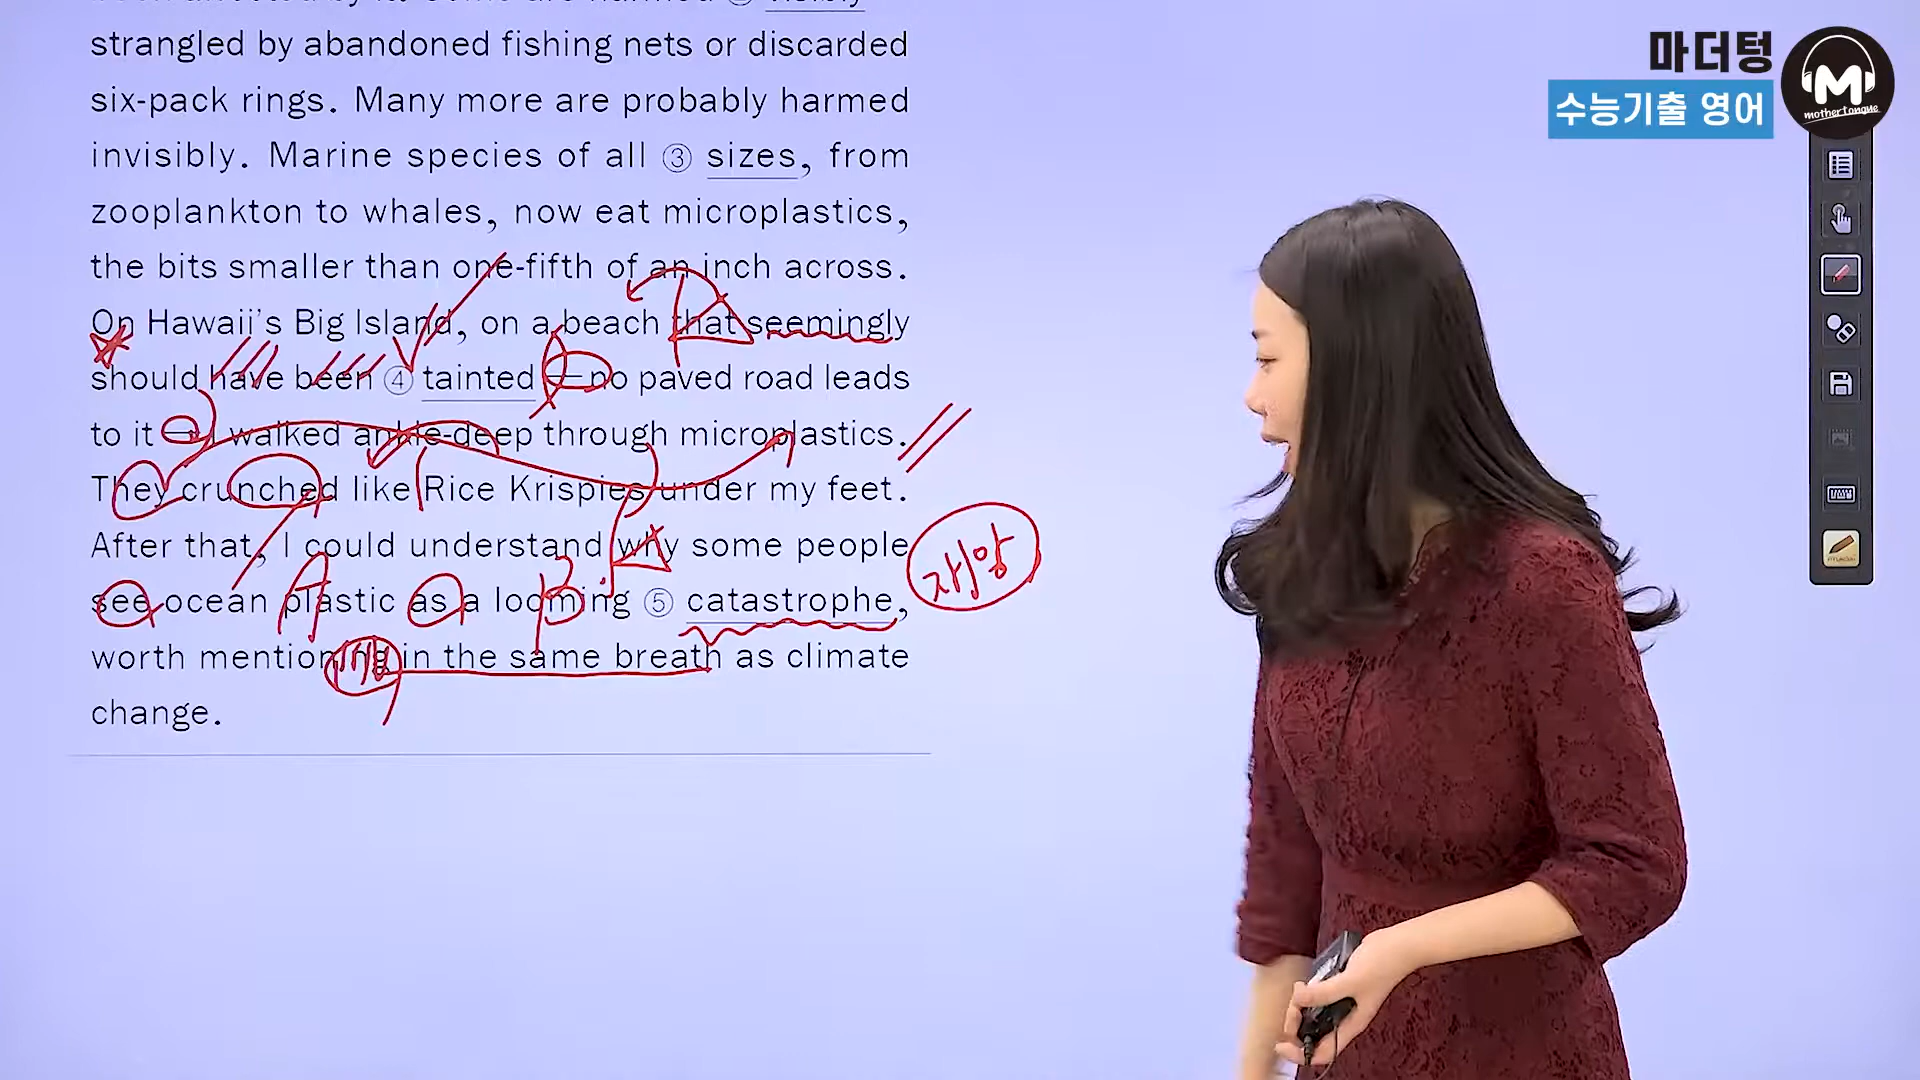 strangled by abandoned fishing nets or discarded
six-pack rings. Many more are probably harmed
invisibly. Marine species of all ③ sizes, from
zooplankton to whales, now eat microplastics,
the bits smaller than one-fifth of an inch across.
On Hawaii's Big Island, on a beach that seemingly
should have been ④ tainted — no paved road leads
to it — I walked ankle-deep through microplastics.
They crunched like Rice Krispies under my feet.
After that, I could understand why some people
see ocean plastic as a looming ⑤ catastrophe,
worth mentioning in the same breath as climate
change.
재앙
A
B
마더텅
수능기출 영어
M
mothertongue